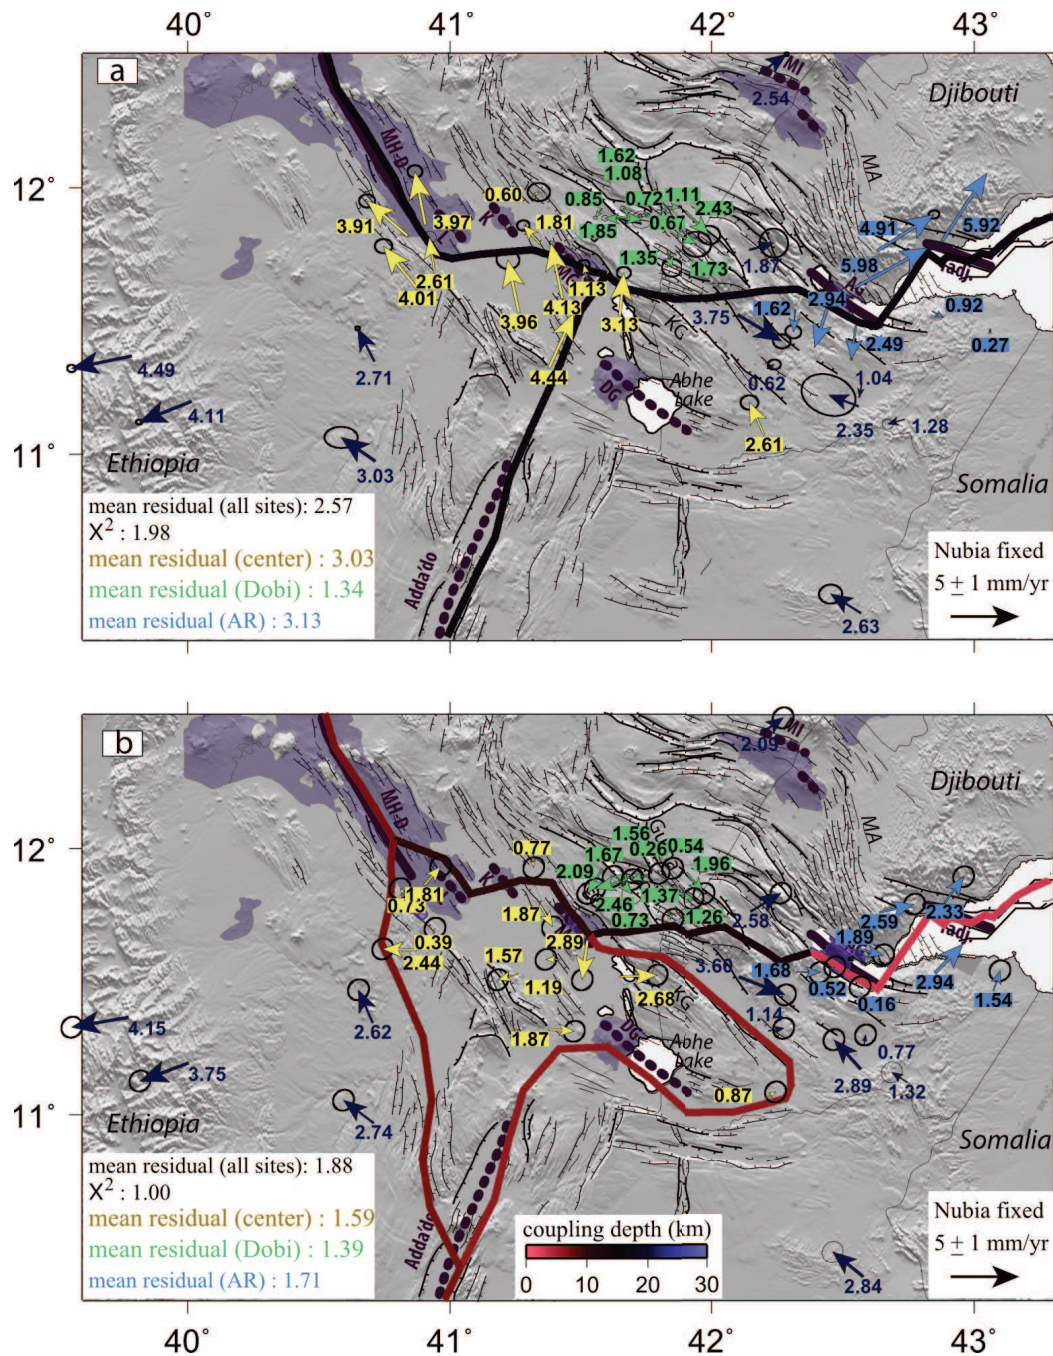 40° 41° 42° 43°
a
MI
2.54
Djibouti
MH-D
MA
12°
1.62
1.08
0.60
0.85
0.72
1.11
2.43
3.91
3.97
K
1.81
1.85
0.67
4.91
5.92
2.61
1.35
1.73
1.87
5.98
Tadj.
4.01
1.13
4.13
3.96
3.13
KG
3.75
1.62
2.94
0.92
2.49
0.27
4.49
2.71
4.44
DG
Abhe
Lake
0.62
1.04
4.11
2.35
1.28
11°
3.03
2.61
Ethiopia
Somalia
mean residual (all sites): 2.57
X² : 1.98
mean residual (center) : 3.03
mean residual (Dobi) : 1.34
mean residual (AR) : 3.13
Adda'do
Nubia fixed
5 ± 1 mm/yr
2.63
b
MI
2.09
Djibouti
MH-D
MA
12°
1.56
0.77
1.67
0.26
0.54
2.09
1.96
K
1.81
0.73
2.46
1.37
1.87
0.73
1.26
2.58
2.59
2.33
0.39
2.89
1.89
Tadj.
2.44
1.57
3.60
1.68
2.94
1.19
2.68
0.52
0.16
1.54
4.15
2.62
1.14
1.87
DG
Abhe
Lake
0.77
3.75
2.89
1.32
0.87
11°
2.74
Ethiopia
Somalia
mean residual (all sites): 1.88
X² : 1.00
mean residual (center) : 1.59
mean residual (Dobi) : 1.39
mean residual (AR) : 1.71
Adda'do
coupling depth (km)
0 10 20 30
Nubia fixed
5 ± 1 mm/yr
2.84
40° 41° 42° 43°